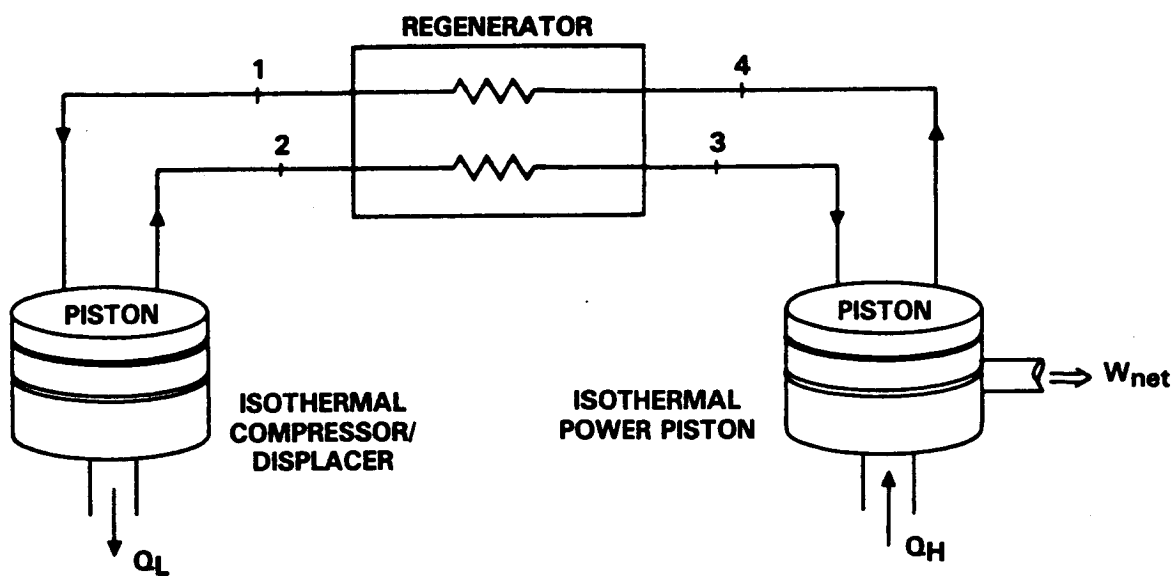 REGENERATOR
1
4
2
3
PISTON
PISTON
Wnet
ISOTHERMAL
COMPRESSOR/
DISPLACER
ISOTHERMAL
POWER PISTON
QL
QH